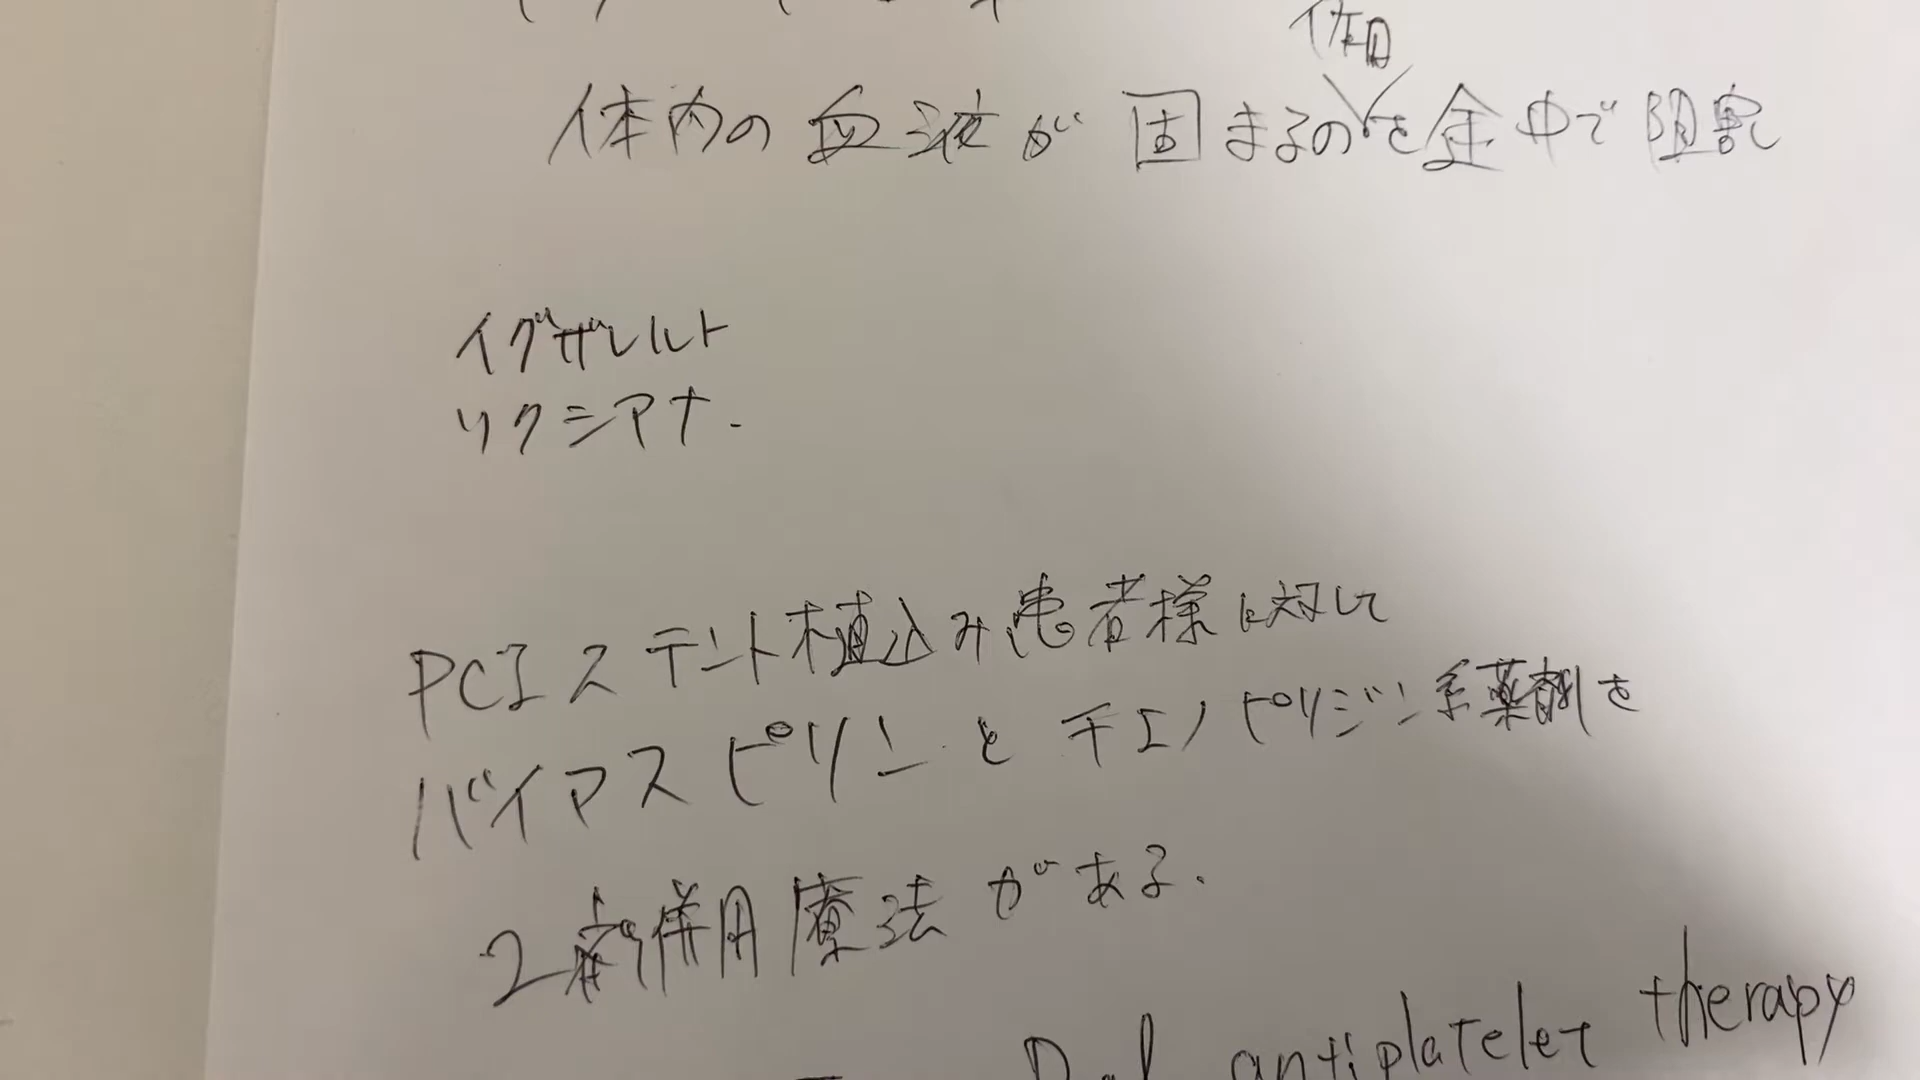 作用
体内の血液が固まるのを途中で阻害
イグザレルト
リクシアナ.
PCIステント植込み患者様に対して
バイアスピリンとチエノピリジン系薬剤を
2剤併用療法がある.
antiplatelet therapy